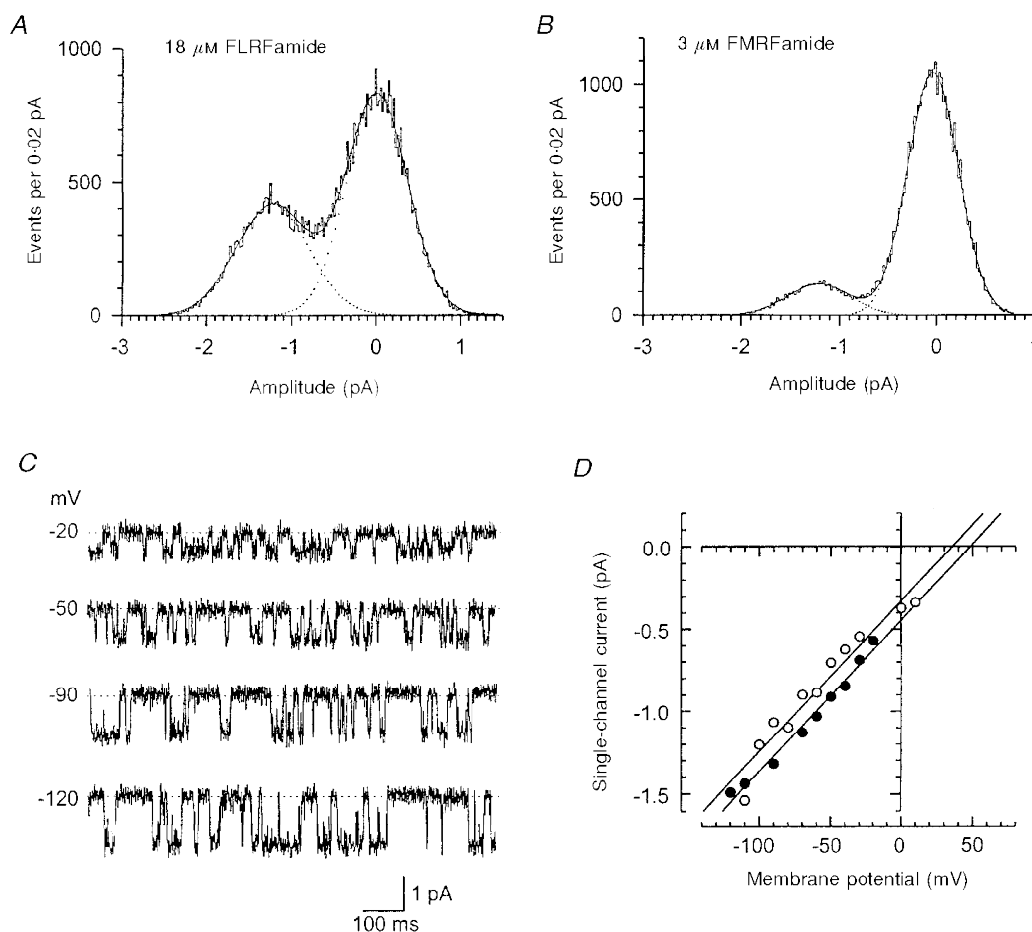 A
18 μM FLRFamide
1000
500
0
Events per 0·02 pA
-3 -2 -1 0 1
Amplitude (pA)
B
3 μM FMRFamide
1000
500
0
Events per 0·02 pA
-3 -2 -1 0
Amplitude (pA)
C
mV
-20
-50
-90
-120
1 pA
100 ms
D
0.0
-0.5
-1.0
-1.5
Single-channel current (pA)
-100 -50 0 50
Membrane potential (mV)